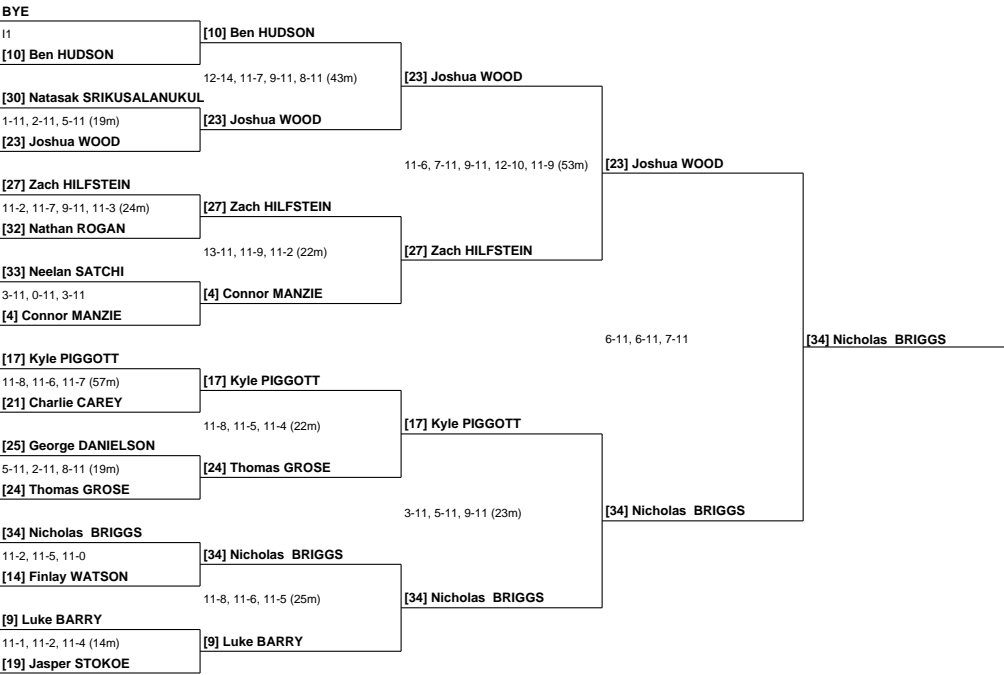 BYE
I1
[10] Ben HUDSON
[30] Natasak SRIKUSALANUKUL
1-11, 2-11, 5-11 (19m)
[23] Joshua WOOD
[27] Zach HILFSTEIN
11-2, 11-7, 9-11, 11-3 (24m)
[32] Nathan ROGAN
[33] Neelan SATCHI
3-11, 0-11, 3-11
[4] Connor MANZIE
[17] Kyle PIGGOTT
11-8, 11-6, 11-7 (57m)
[21] Charlie CAREY
[25] George DANIELSON
5-11, 2-11, 8-11 (19m)
[24] Thomas GROSE
[34] Nicholas  BRIGGS
11-2, 11-5, 11-0
[14] Finlay WATSON
[9] Luke BARRY
11-1, 11-2, 11-4 (14m)
[19] Jasper STOKOE
[10] Ben HUDSON
12-14, 11-7, 9-11, 8-11 (43m)
[23] Joshua WOOD
[27] Zach HILFSTEIN
13-11, 11-9, 11-2 (22m)
[4] Connor MANZIE
[17] Kyle PIGGOTT
11-8, 11-5, 11-4 (22m)
[24] Thomas GROSE
[34] Nicholas  BRIGGS
11-8, 11-6, 11-5 (25m)
[9] Luke BARRY
[23] Joshua WOOD
11-6, 7-11, 9-11, 12-10, 11-9 (53m)
[27] Zach HILFSTEIN
[17] Kyle PIGGOTT
3-11, 5-11, 9-11 (23m)
[34] Nicholas  BRIGGS
[23] Joshua WOOD
6-11, 6-11, 7-11
[34] Nicholas  BRIGGS
[34] Nicholas  BRIGGS